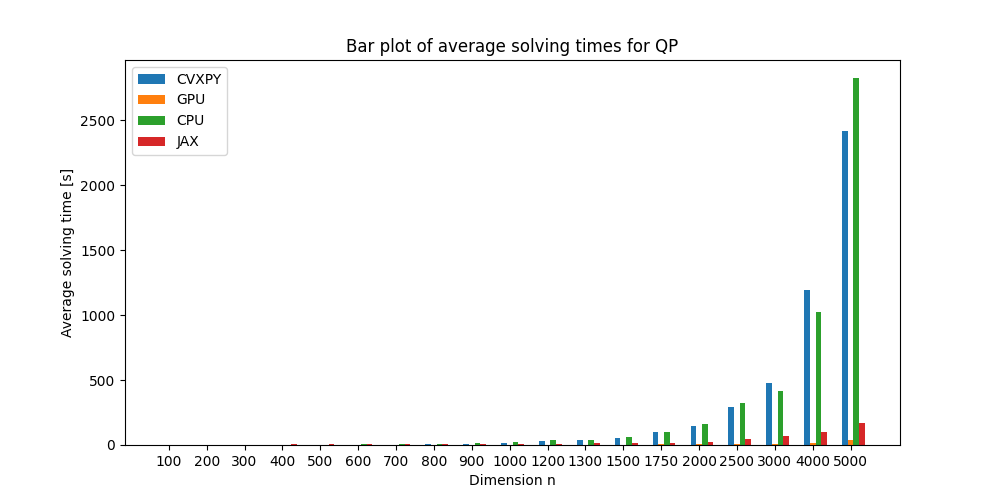 Bar plot of average solving times for QP
CVXPY
GPU
CPU
JAX
Average solving time [s]
2500
2000
1500
1000
500
0
100 200 300 400 500 600 700 800 900 1000 1200 1300 1500 1750 2000 2500 3000 4000 5000
Dimension n